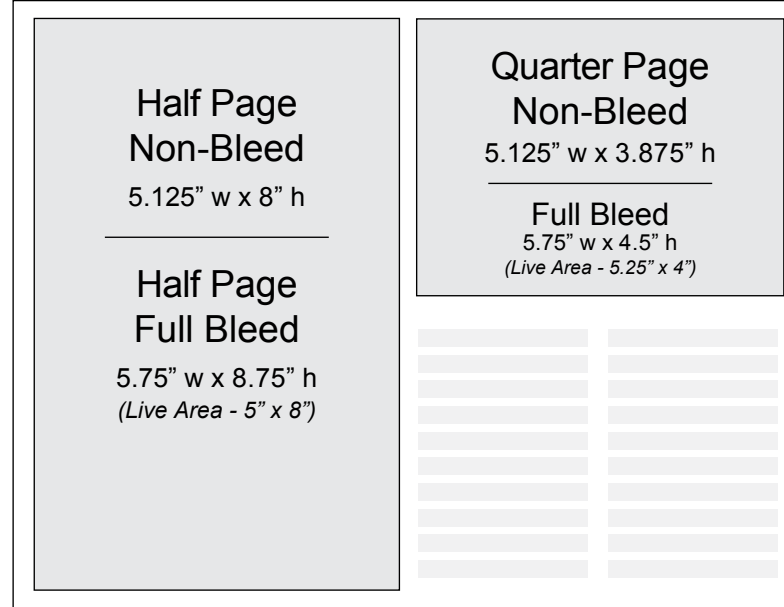 Half Page
Non-Bleed
5.125” w x 8” h
Half Page
Full Bleed
5.75” w x 8.75” h
(Live Area - 5” x 8”)
Quarter Page
Non-Bleed
5.125” w x 3.875” h
Full Bleed
5.75” w x 4.5” h
(Live Area - 5.25” x 4”)